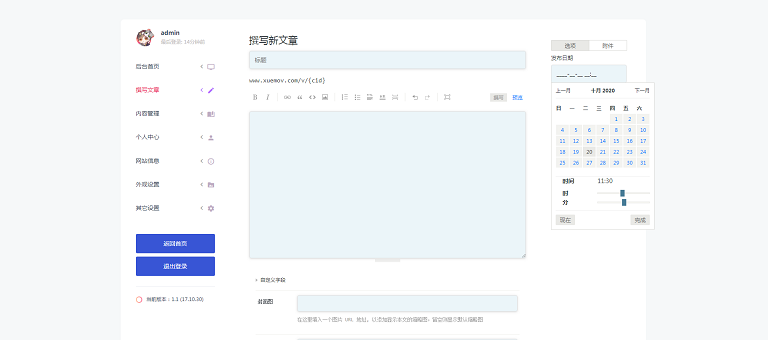 admin
最后登录: 14分钟前
后台首页
撰写文章
内容管理
个人中心
网站信息
外观设置
其它设置
返回首页
退出登录
当前版本：1.1 (17.10.30)
撰写新文章
标题
www.xuemov.com/v/{cid}
B I
撰写 预览
自定义字段
封面图
在这里填入一个图片 URL 地址, 以添加显示本文的缩略图, 留空则显示默认缩略图
选项 附件
发布日期
____-__-__ __:__
上一月 十月 2020 下一月
日 一 二 三 四 五 六
1 2 3
4 5 6 7 8 9 10
11 12 13 14 15 16 17
18 19 20 21 22 23 24
25 26 27 28 29 30 31
时间 11:30
时
分
现在 完成